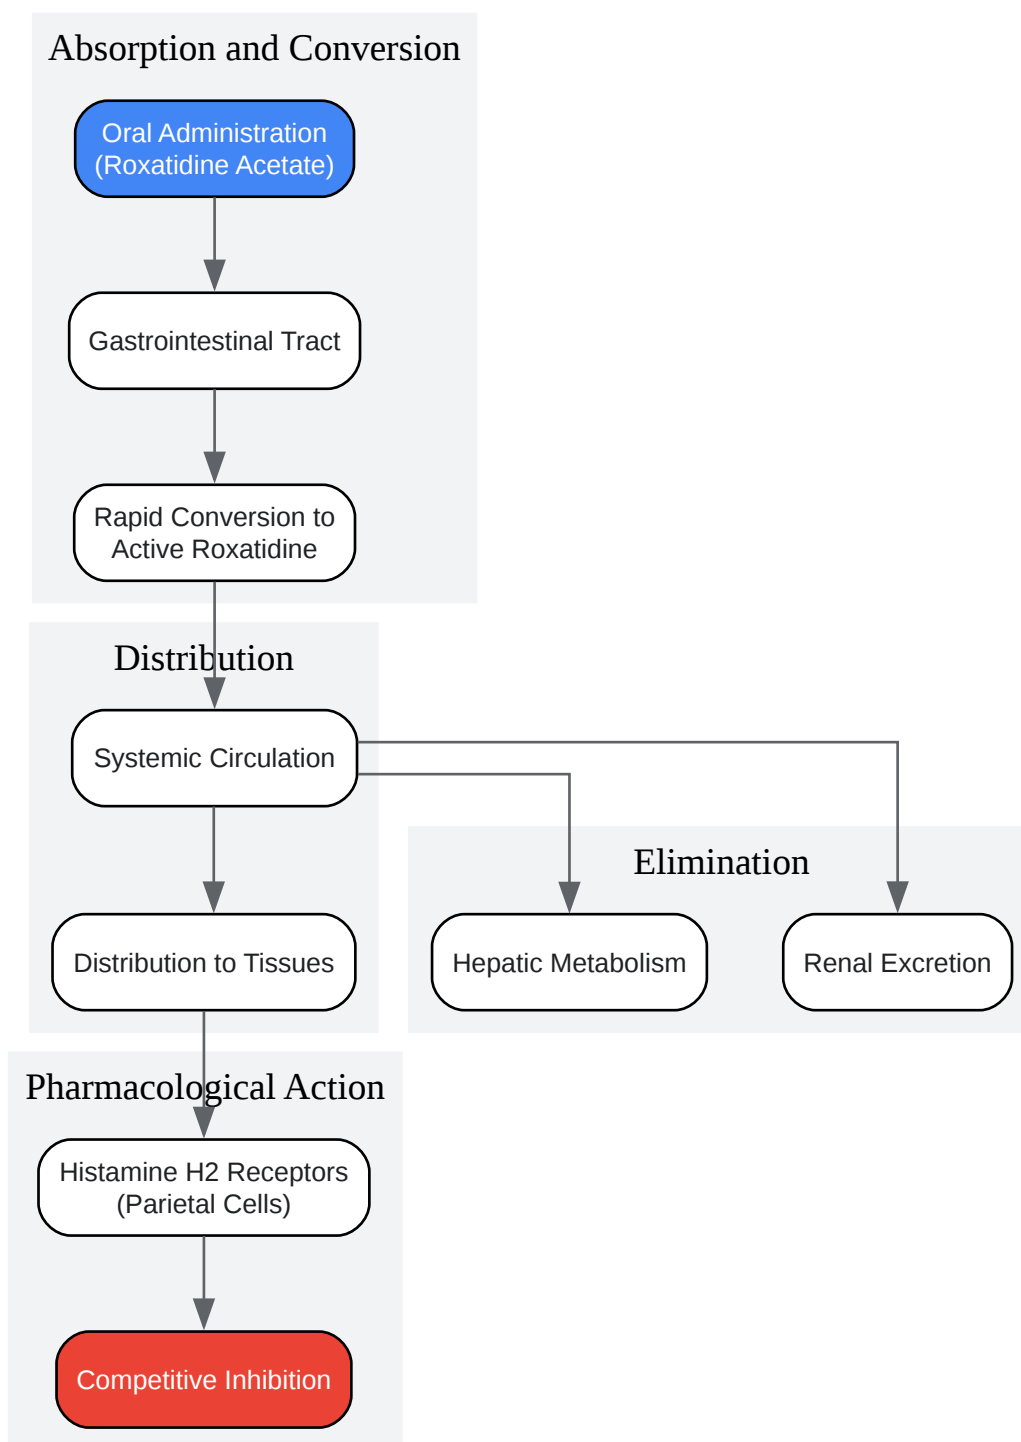 Absorption and Conversion
Oral Administration
(Roxatidine Acetate)
Gastrointestinal Tract
Rapid Conversion to
Active Roxatidine
Distribution
Systemic Circulation
Distribution to Tissues
Elimination
Hepatic Metabolism
Renal Excretion
Pharmacological Action
Histamine H2 Receptors
(Parietal Cells)
Competitive Inhibition